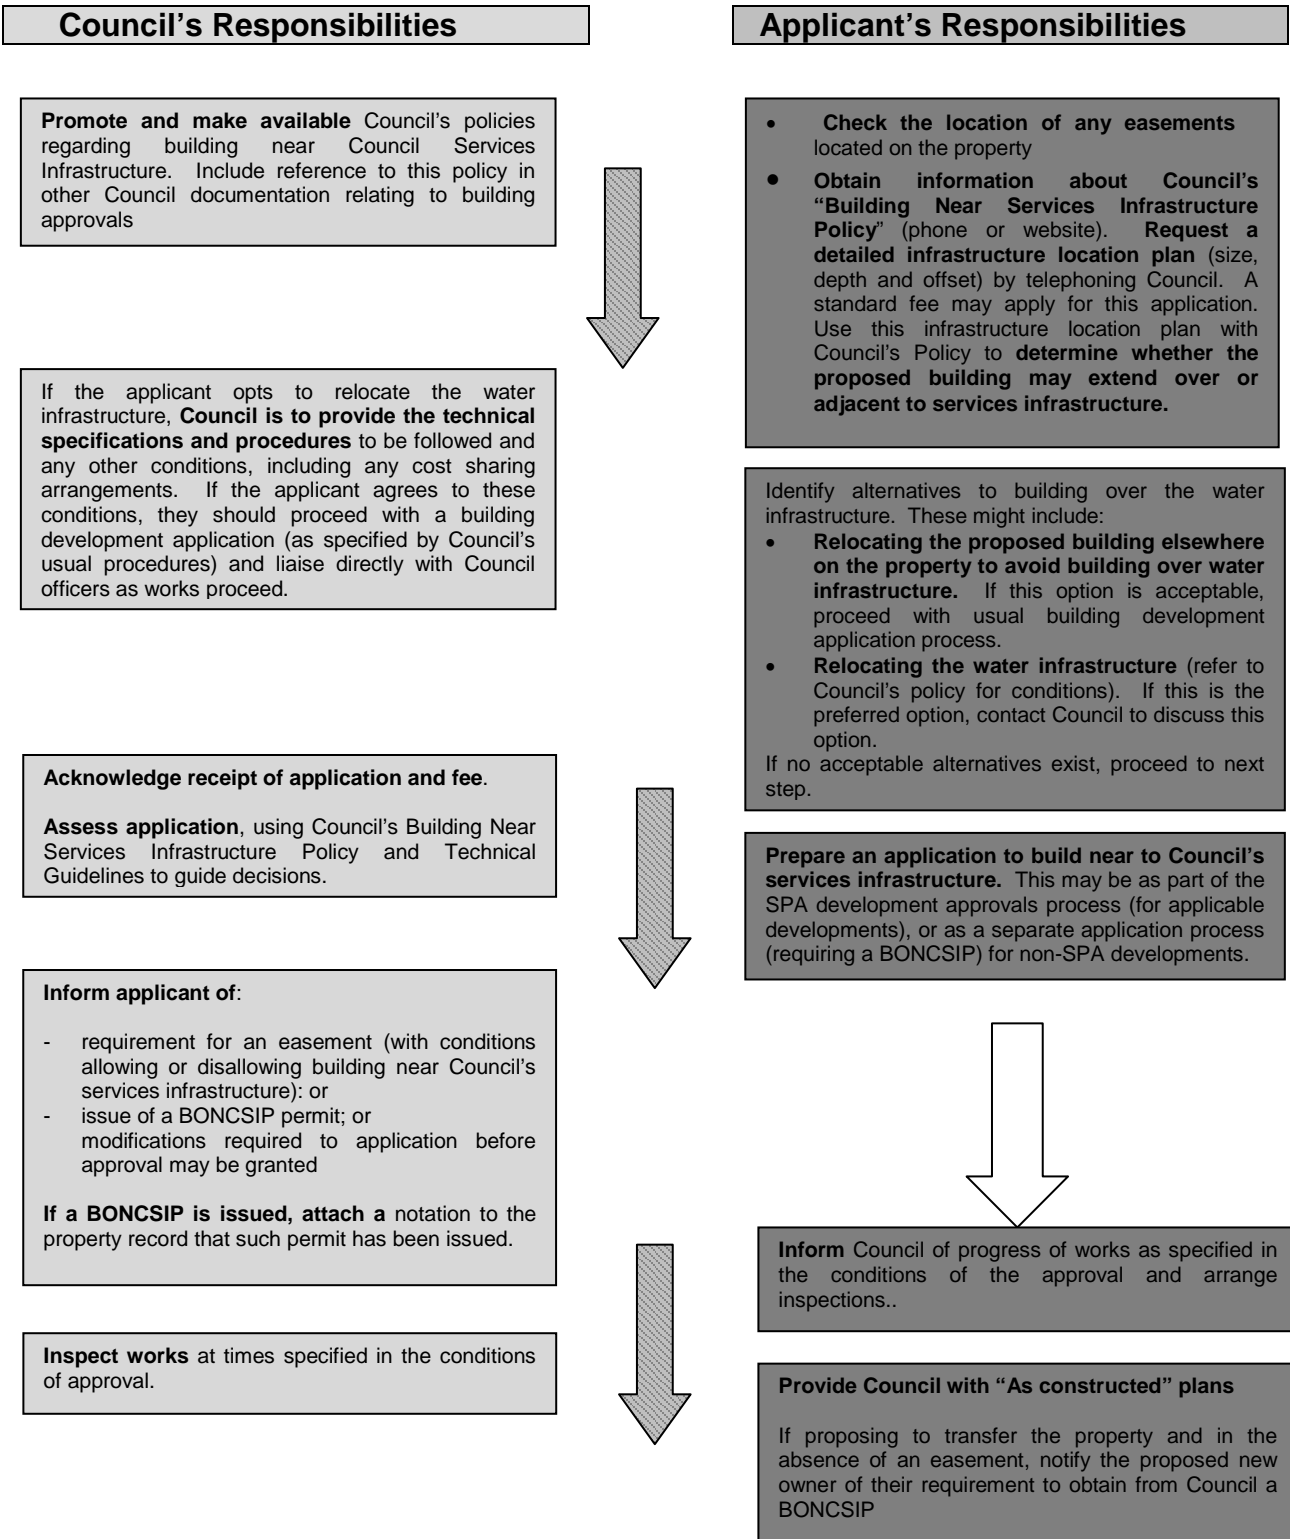 Council’s Responsibilities
Promote and make available Council’s policies
regarding building near Council Services
Infrastructure. Include reference to this policy in
other Council documentation relating to building
approvals
If the applicant opts to relocate the water
infrastructure, Council is to provide the technical
specifications and procedures to be followed and
any other conditions, including any cost sharing
arrangements. If the applicant agrees to these
conditions, they should proceed with a building
development application (as specified by Council’s
usual procedures) and liaise directly with Council
officers as works proceed.
Acknowledge receipt of application and fee.
Assess application, using Council’s Building Near
Services Infrastructure Policy and Technical
Guidelines to guide decisions.
Inform applicant of:
- requirement for an easement (with conditions
allowing or disallowing building near Council’s
services infrastructure): or
- issue of a BONCSIP permit; or
modifications required to application before
approval may be granted
If a BONCSIP is issued, attach a notation to the
property record that such permit has been issued.
Inspect works at times specified in the conditions
of approval.
Applicant’s Responsibilities
• Check the location of any easements
located on the property
• Obtain information about Council’s
“Building Near Services Infrastructure
Policy” (phone or website). Request a
detailed infrastructure location plan (size,
depth and offset) by telephoning Council. A
standard fee may apply for this application.
Use this infrastructure location plan with
Council’s Policy to determine whether the
proposed building may extend over or
adjacent to services infrastructure.
Identify alternatives to building over the water
infrastructure. These might include:
• Relocating the proposed building elsewhere
on the property to avoid building over water
infrastructure. If this option is acceptable,
proceed with usual building development
application process.
• Relocating the water infrastructure (refer to
Council’s policy for conditions). If this is the
preferred option, contact Council to discuss this
option.
If no acceptable alternatives exist, proceed to next
step.
Prepare an application to build near to Council’s
services infrastructure. This may be as part of the
SPA development approvals process (for applicable
developments), or as a separate application process
(requiring a BONCSIP) for non-SPA developments.
Inform Council of progress of works as specified in
the conditions of the approval and arrange
inspections..
Provide Council with “As constructed” plans
If proposing to transfer the property and in the
absence of an easement, notify the proposed new
owner of their requirement to obtain from Council a
BONCSIP